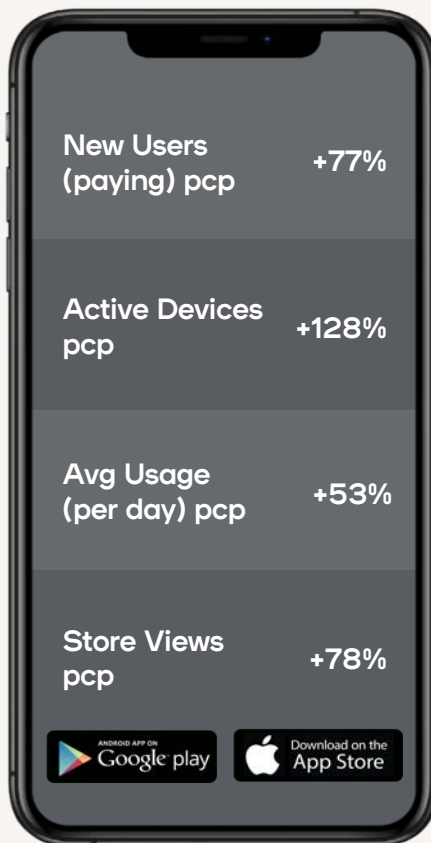 New Users
(paying) pcp
+77%
Active Devices
pcp
+128%
Avg Usage
(per day) pcp
+53%
Store Views
pcp
+78%
ANDROID APP ON
Google play
Download on the
App Store